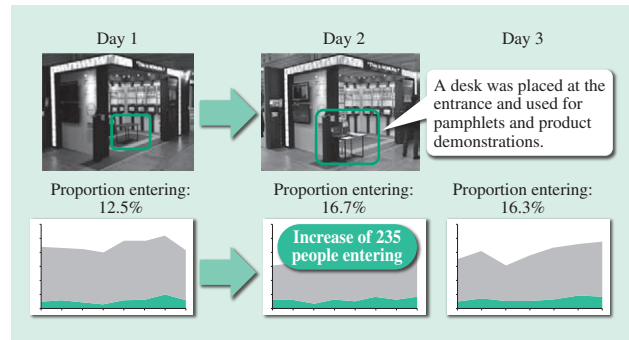 Day 1
Day 2
Day 3
A desk was placed at the
entrance and used for
pamphlets and product
demonstrations.
Proportion entering:
12.5%
Proportion entering:
16.7%
Proportion entering:
16.3%
Increase of 235
people entering